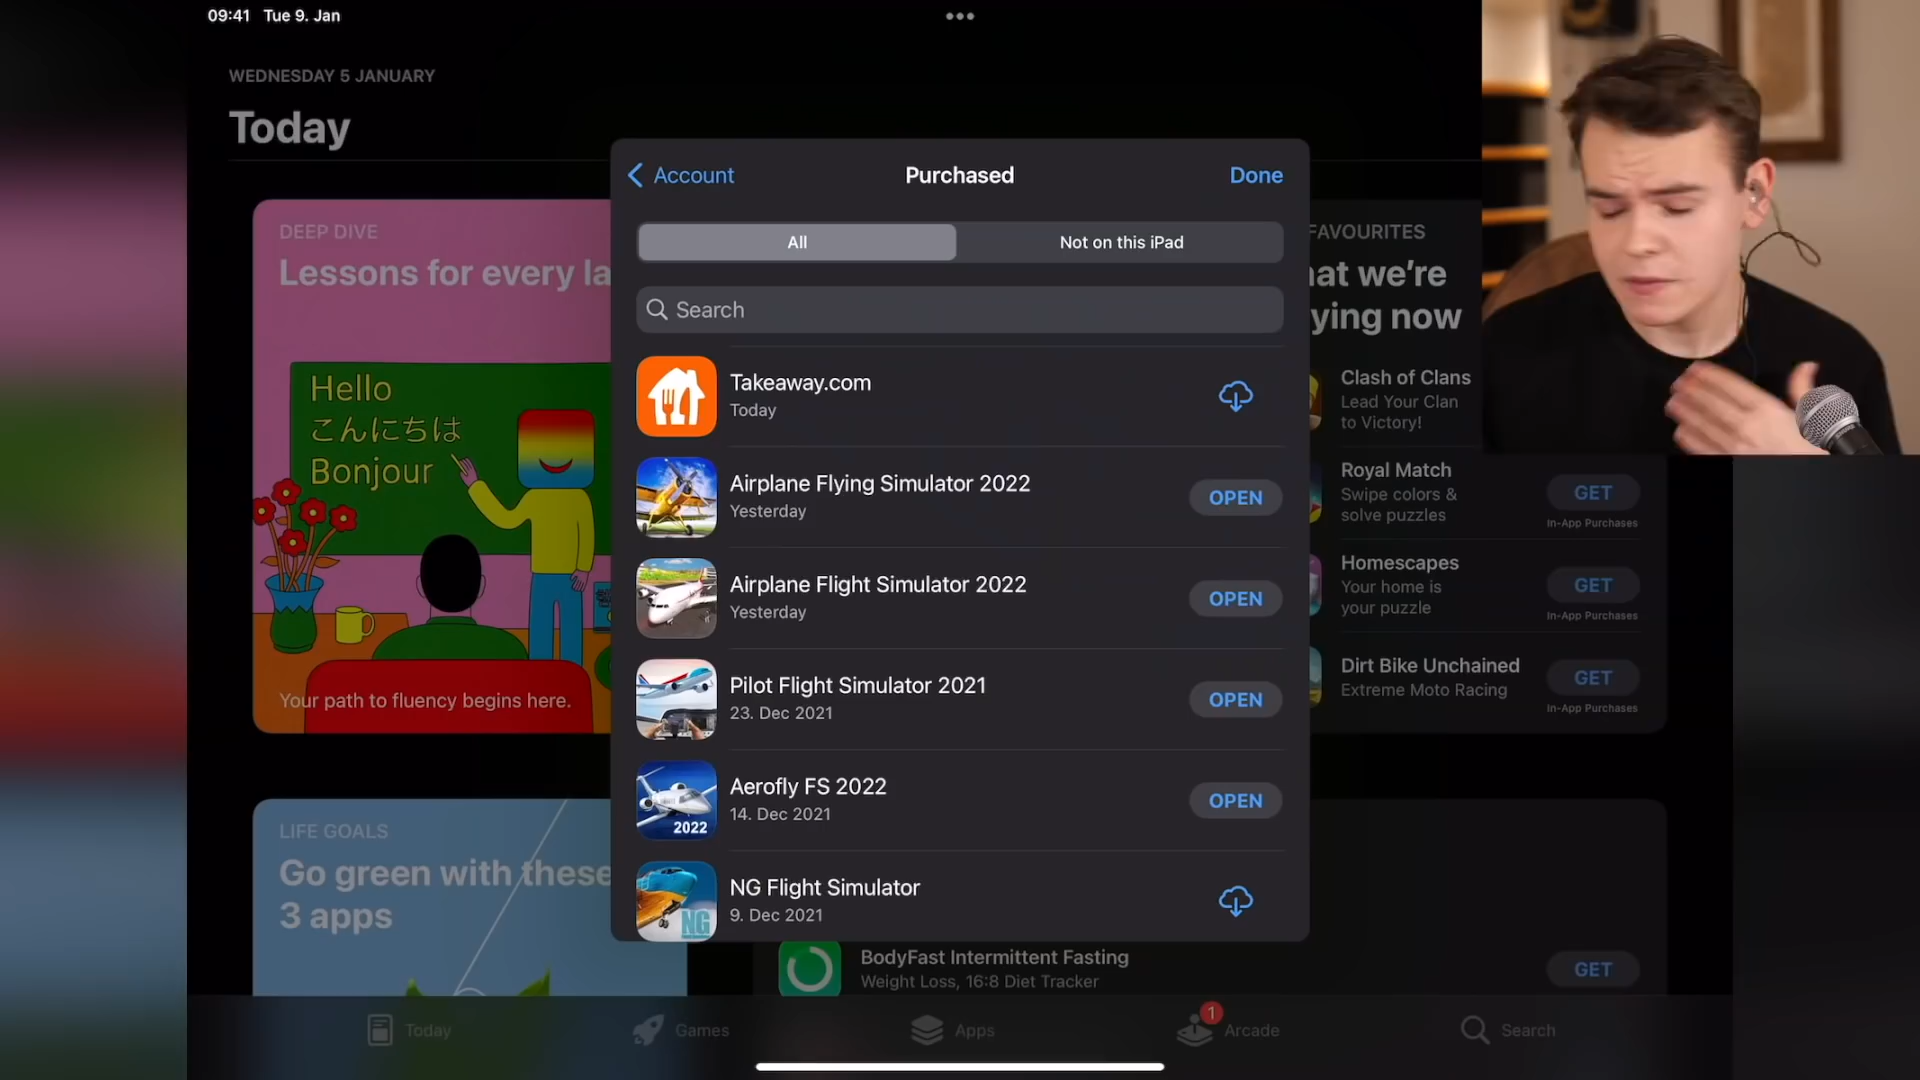 09:41 Tue 9. Jan
WEDNESDAY 5 JANUARY
Today
DEEP DIVE
Lessons for every la
Hello
こんにちは
Bonjour
Your path to fluency begins here.
LIFE GOALS
Go green with these
3 apps
Account
Purchased
Done
All
Not on this iPad
Search
Takeaway.com
Today
Airplane Flying Simulator 2022
Yesterday
OPEN
Airplane Flight Simulator 2022
Yesterday
OPEN
Pilot Flight Simulator 2021
23. Dec 2021
OPEN
2022
Aerofly FS 2022
14. Dec 2021
OPEN
NG
NG Flight Simulator
9. Dec 2021
FAVOURITES
at we're
ying now
Clash of Clans
Lead Your Clan
to Victory!
Royal Match
Swipe colors &
solve puzzles
GET
In-App Purchases
Homescapes
Your home is
your puzzle
GET
In-App Purchases
Dirt Bike Unchained
Extreme Moto Racing
GET
In-App Purchases
BodyFast Intermittent Fasting
Weight Loss, 16:8 Diet Tracker
GET
Today
Games
Apps
1
Arcade
Search